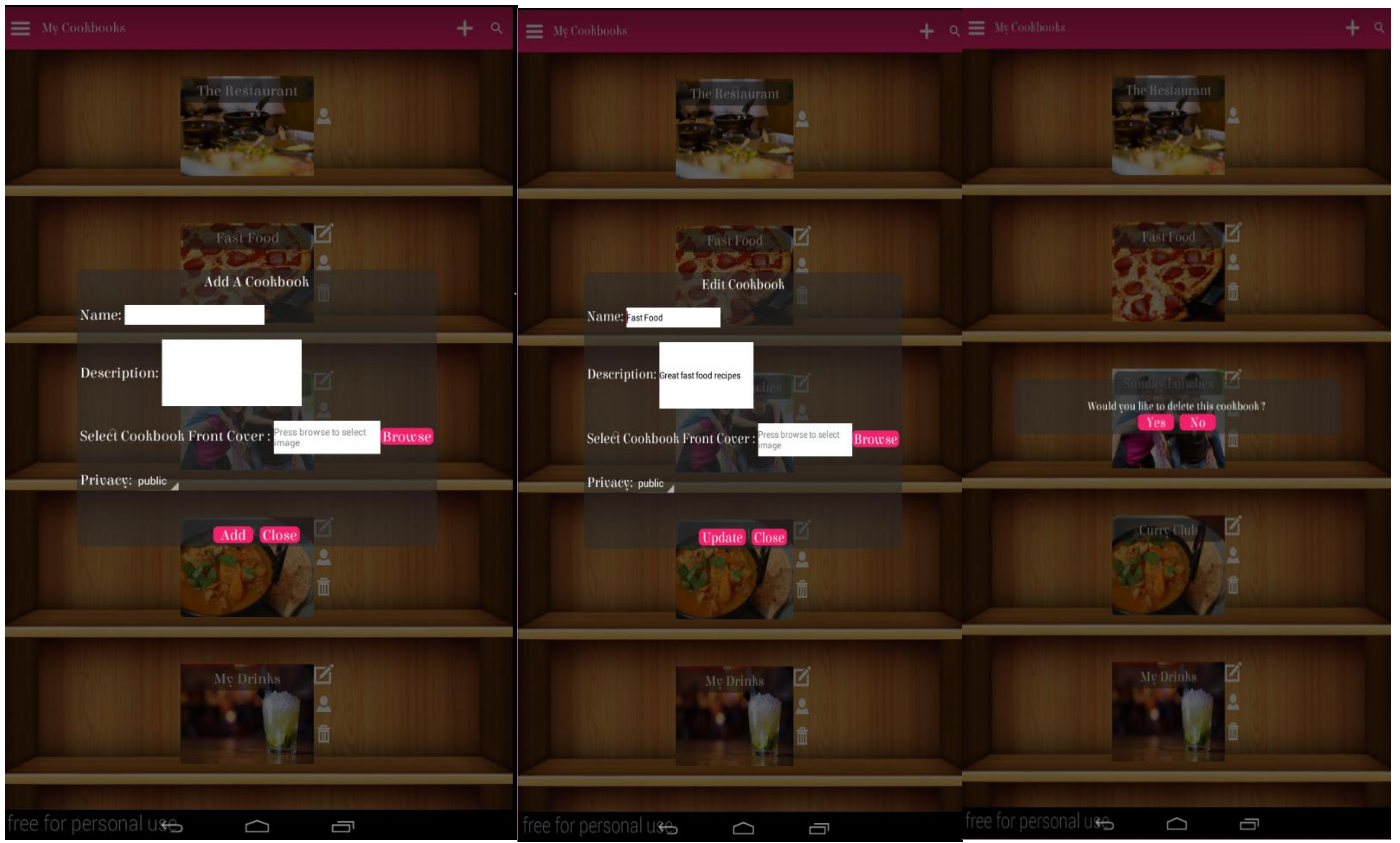 My Cookbooks
The Restaurant
Fast Food
Add A Cookbook
Name:
Description:
Select Cookbook Front Cover :
Press browse to select
image
Browse
Privacy: public
Add Close
My Drinks
free for personal use
My Cookbooks
The Restaurant
Fast Food
Edit Cookbook
Name: Fast Food
Description: Great fast food recipes
Select Cookbook Front Cover :
Press browse to select
image
Browse
Privacy: public
Update Close
My Drinks
free for personal use
My Cookbooks
The Restaurant
Fast Food
Sunday Lunches
Would you like to delete this cookbook ?
Yes No
Curry Club
My Drinks
free for personal use